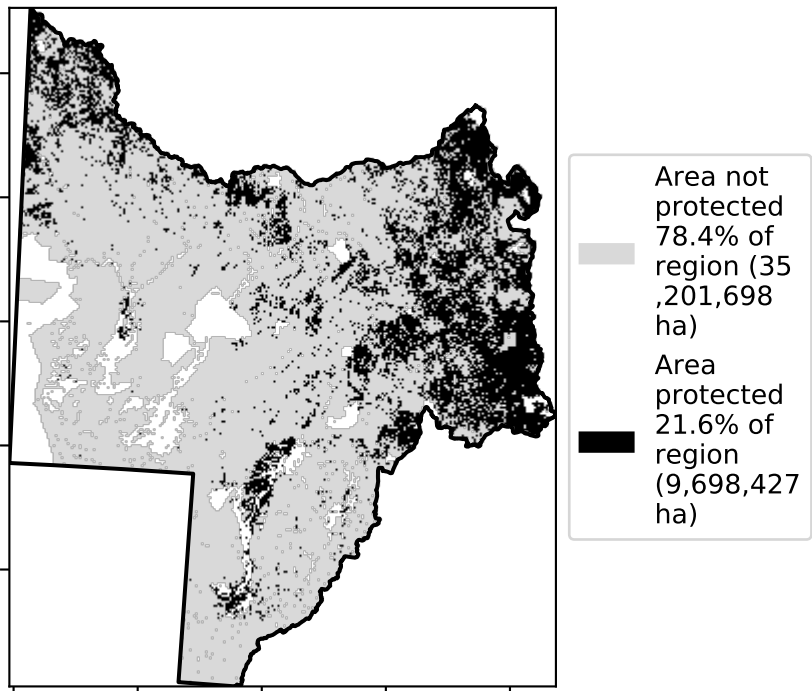 Area not
protected
78.4% of
region (35
,201,698
ha)
Area
protected
21.6% of
region
(9,698,427
ha)